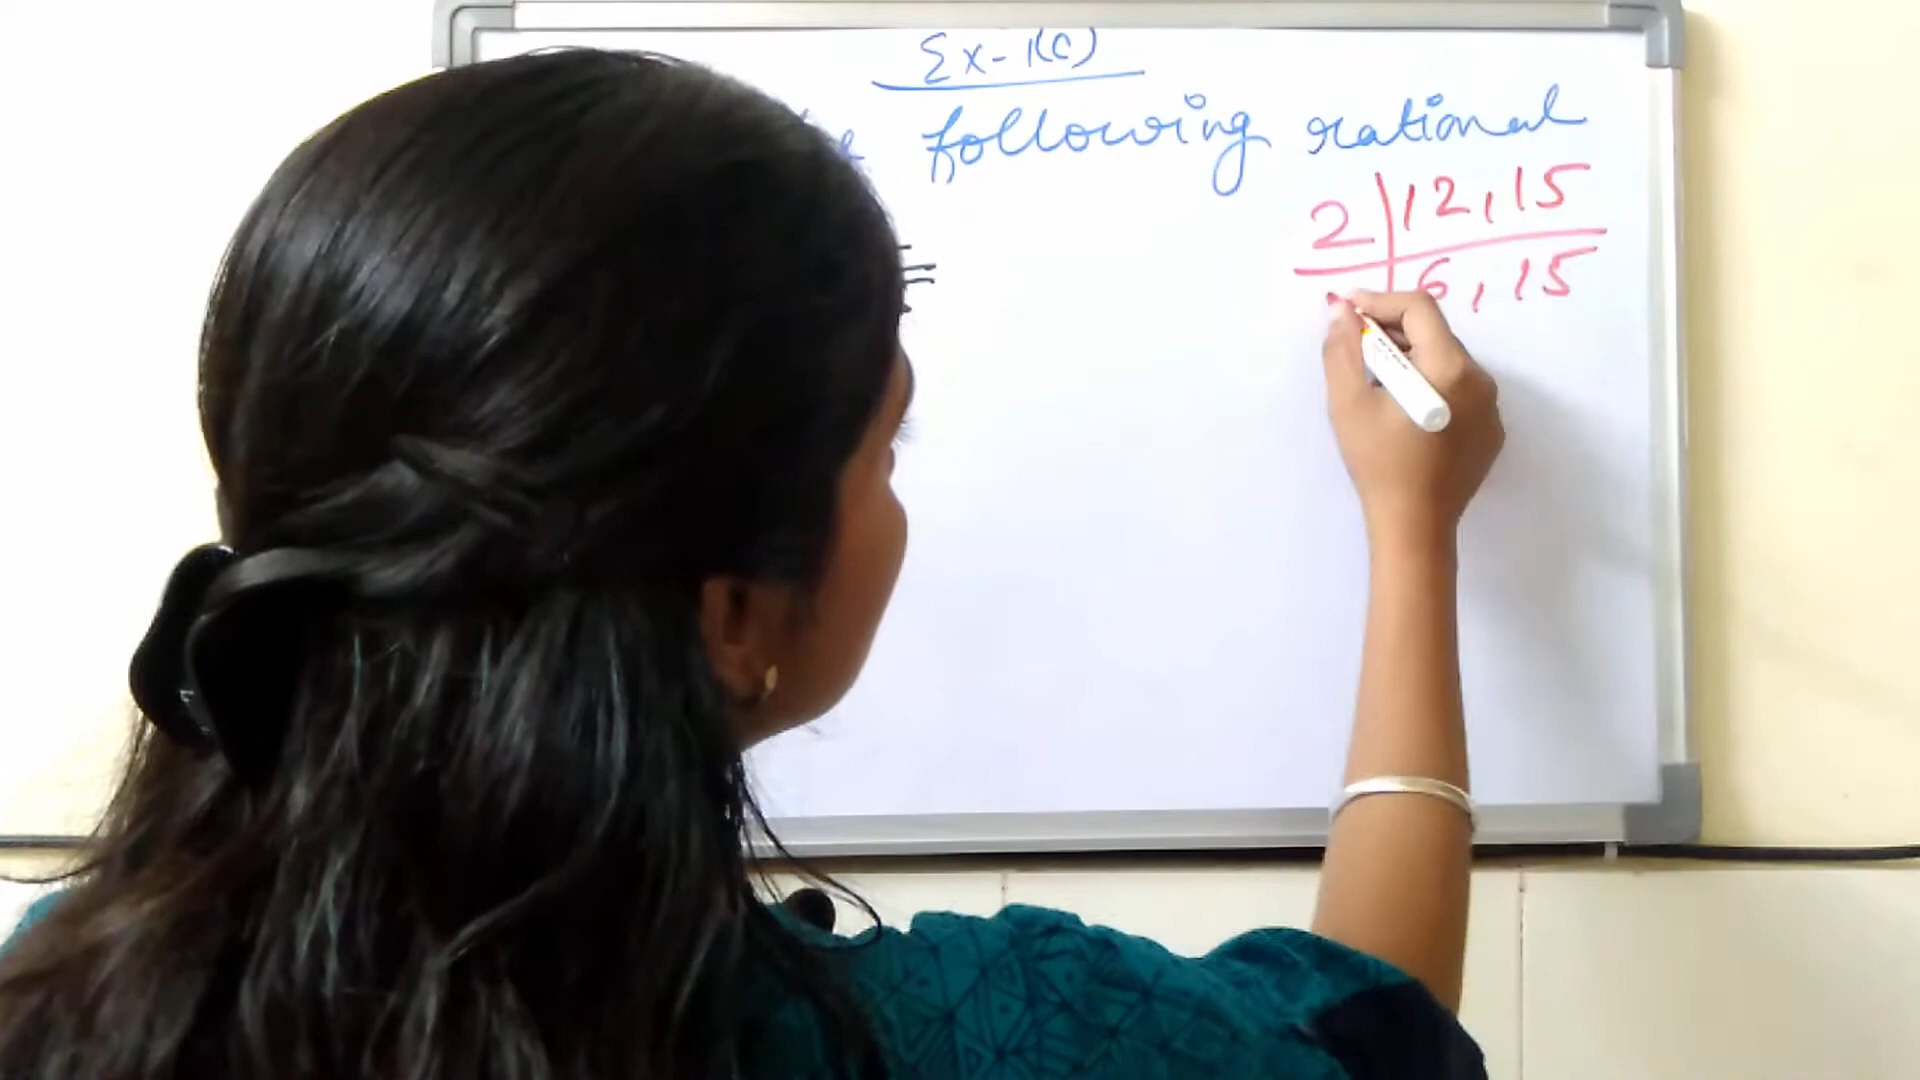 Ex-1(C)
following rational
2 | 12, 15
6, 15